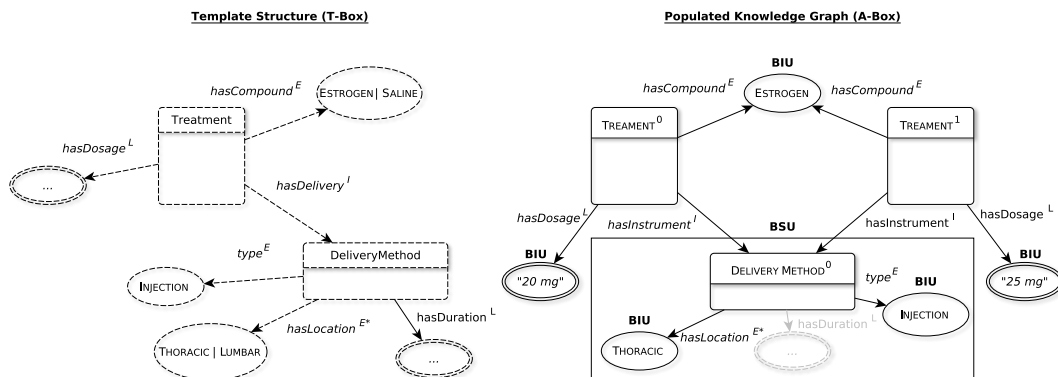 Template Structure (T-Box)
hasCompound E
ESTROGEN | SALINE
Treatment
hasDosage L
...
hasDelivery I
DeliveryMethod
type E
INJECTION
hasLocation E*
THORACIC | LUMBAR
hasDuration L
...
Populated Knowledge Graph (A-Box)
BIU
hasCompound E
ESTROGEN
hasCompound E
TREAMENT 0
TREAMENT 1
hasDosage L
hasInstrument I
hasInstrument I
hasDosage L
BSU
BIU
"20 mg"
BIU
"25 mg"
DELIVERY METHOD 0
type E
BIU
INJECTION
BIU
THORACIC
hasLocation E*
hasDuration L
...